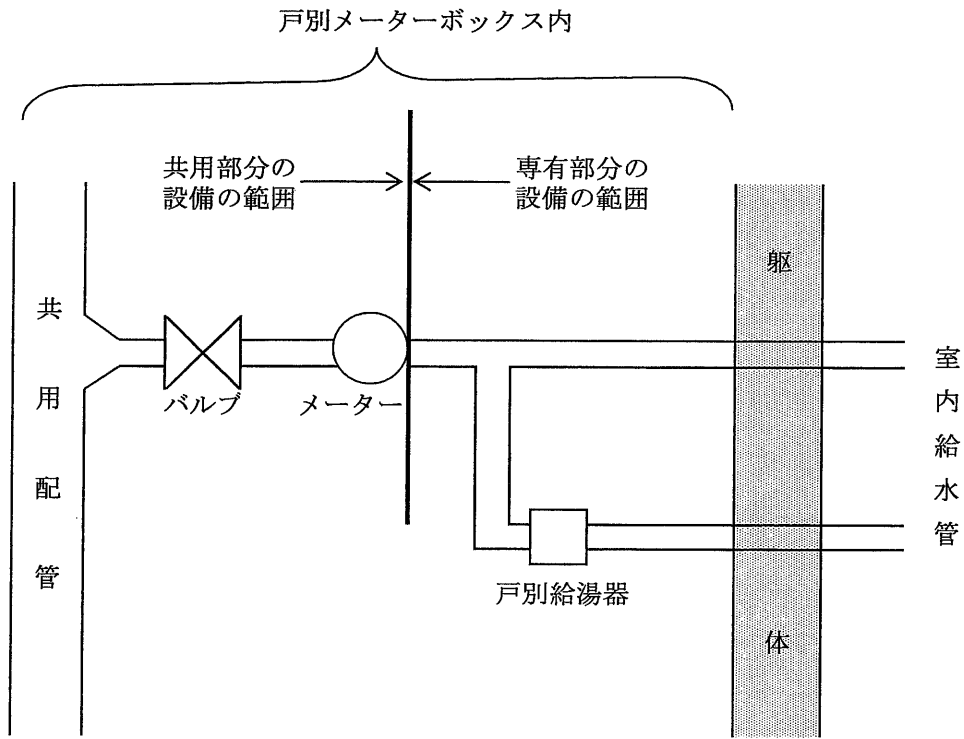 戸別メーターボックス内
共用部分の
設備の範囲
専有部分の
設備の範囲
共用配管
バルブ
メーター
戸別給湯器
躯体
室内給水管